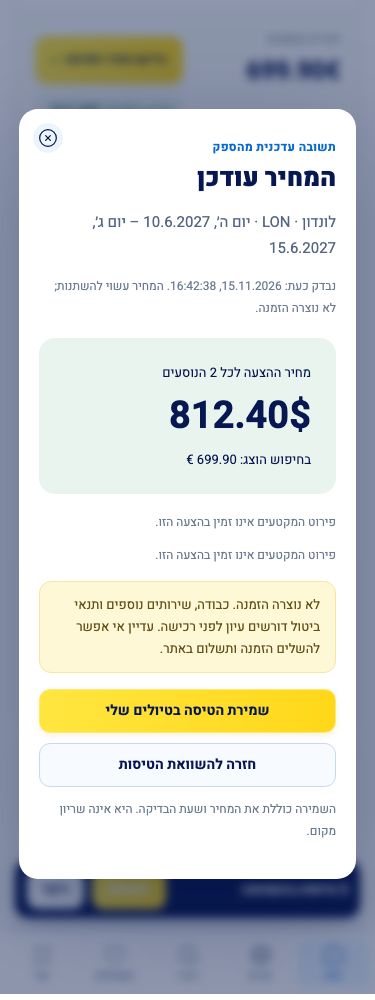 699.90€
תשובה עדכנית מהספק
המחיר עודכן
לונדון · LON · יום ה׳, 10.6.2027 – יום ג׳,
15.6.2027
נבדק כעת: 15.11.2026, 16:42:38. המחיר עשוי להשתנות;
לא נוצרה הזמנה.
מחיר ההצעה לכל 2 הנוסעים
812.40$
בחיפוש הוצג: 699.90 €
פירוט המקטעים אינו זמין בהצעה הזו.
פירוט המקטעים אינו זמין בהצעה הזו.
לא נוצרה הזמנה. כבודה, שירותים נוספים ותנאי
ביטול דורשים עיון לפני רכישה. עדיין אי אפשר
להשלים הזמנה ותשלום באתר.
שמירת הטיסה בטיולים שלי
חזרה להשוואת הטיסות
השמירה כוללת את המחיר ושעת הבדיקה. היא אינה שריון
מקום.